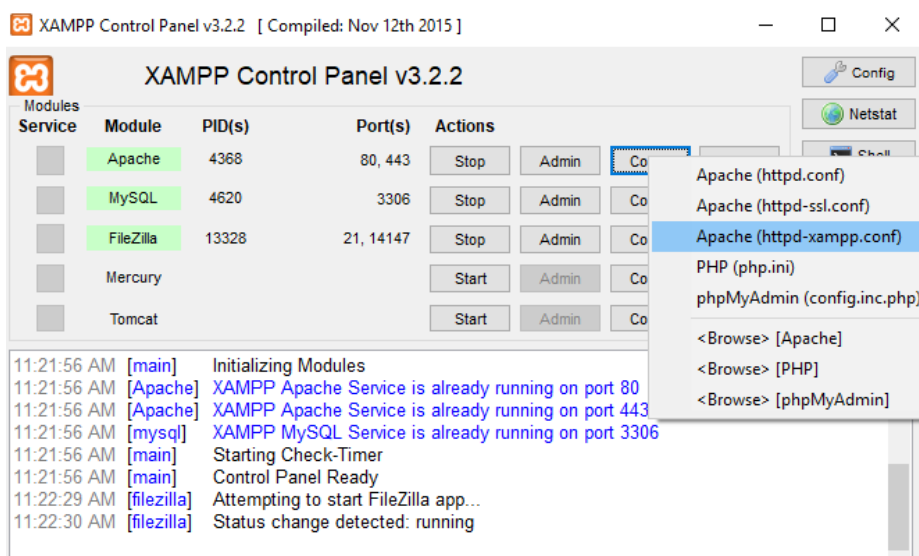 XAMPP Control Panel v3.2.2 [ Compiled: Nov 12th 2015 ]
XAMPP Control Panel v3.2.2
Config
Modules
Service Module PID(s) Port(s) Actions
Netstat
Shell
Apache 4368 80, 443 Stop Admin
MySQL 4620 3306 Stop Admin
FileZilla 13328 21, 14147 Stop Admin
Mercury Start Admin
Tomcat Start Admin
Apache (httpd.conf)
Apache (httpd-ssl.conf)
Apache (httpd-xampp.conf)
PHP (php.ini)
phpMyAdmin (config.inc.php)
<Browse> [Apache]
<Browse> [PHP]
<Browse> [phpMyAdmin]
11:21:56 AM [main] Initializing Modules
11:21:56 AM [Apache] XAMPP Apache Service is already running on port 80
11:21:56 AM [Apache] XAMPP Apache Service is already running on port 443
11:21:56 AM [mysql] XAMPP MySQL Service is already running on port 3306
11:21:56 AM [main] Starting Check-Timer
11:21:56 AM [main] Control Panel Ready
11:22:29 AM [filezilla] Attempting to start FileZilla app...
11:22:30 AM [filezilla] Status change detected: running